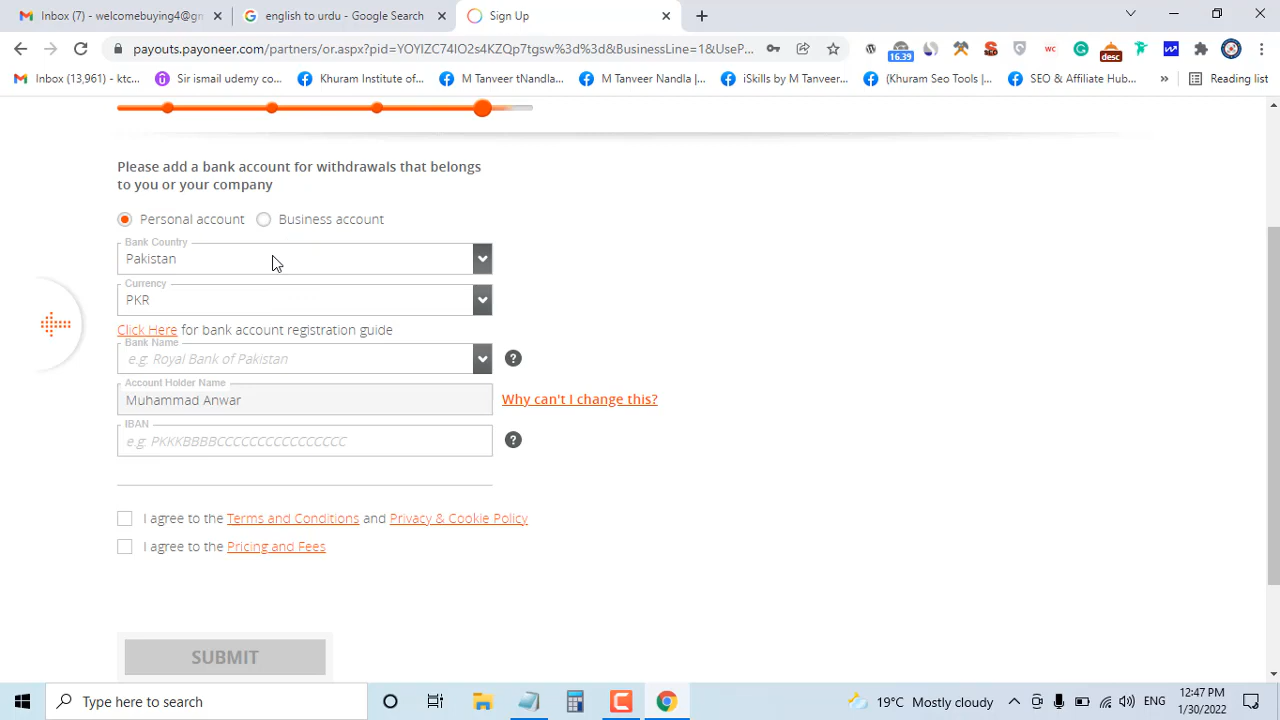 Inbox (17) - welcomebuying4@gm
english to urdu - Google Search
Sign Up
payouts.payoneer.com/partners/or.aspx?pid=YOYIZC74IO2s4KZQp7tgsw%3d%3d&BusinessLine=1&UseP...
16.39
wc
desc
Inbox (13,961) - ktc...
Sir ismail udemy co...
Khuram Institute of...
M Tanveer tNandla...
M Tanveer Nandla |...
iSkills by M Tanveer...
(Khuram Seo Tools |...
SEO & Affiliate Hub...
»
Reading list
Please add a bank account for withdrawals that belongs
to you or your company
Personal account
Business account
Bank Country
Pakistan
Currency
PKR
Click Here for bank account registration guide
Bank Name
e.g. Royal Bank of Pakistan
?
Account Holder Name
Muhammad Anwar
Why can't I change this?
IBAN
e.g. PKKKBBBBCCCCCCCCCCCCCCCC
?
I agree to the Terms and Conditions and Privacy & Cookie Policy
I agree to the Pricing and Fees
SUBMIT
Type here to search
19°C Mostly cloudy
ENG
12:47 PM
1/30/2022